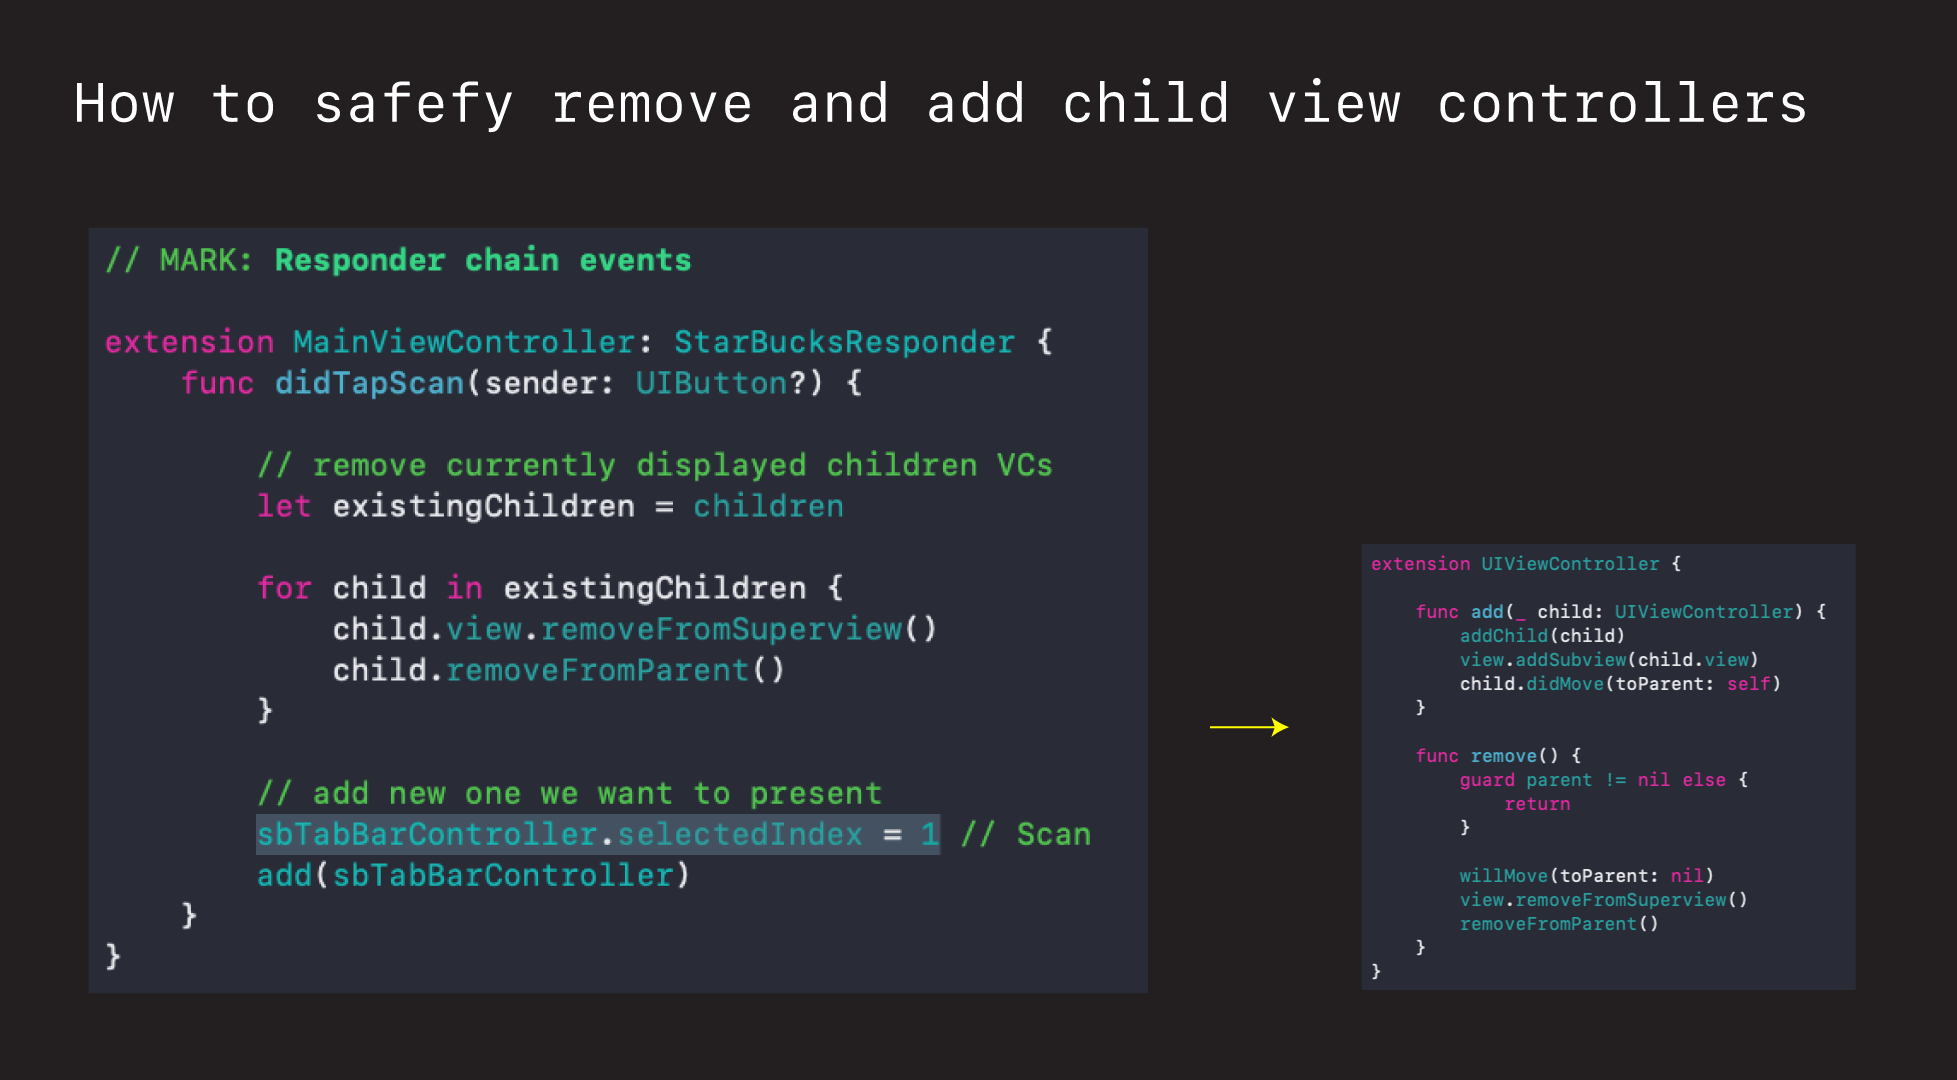 How to safefy remove and add child view controllers
// MARK: Responder chain events
extension MainViewController: StarBucksResponder {
    func didTapScan(sender: UIButton?) {
        // remove currently displayed children VCs
        let existingChildren = children
        for child in existingChildren {
            child.view.removeFromSuperview()
            child.removeFromParent()
        }
        // add new one we want to present
        sbTabBarController.selectedIndex = 1 // Scan
        add(sbTabBarController)
    }
}
extension UIViewController {
    func add(_ child: UIViewController) {
        addChild(child)
        view.addSubview(child.view)
        child.didMove(toParent: self)
    }
    func remove() {
        guard parent != nil else {
            return
        }
        willMove(toParent: nil)
        view.removeFromSuperview()
        removeFromParent()
    }
}